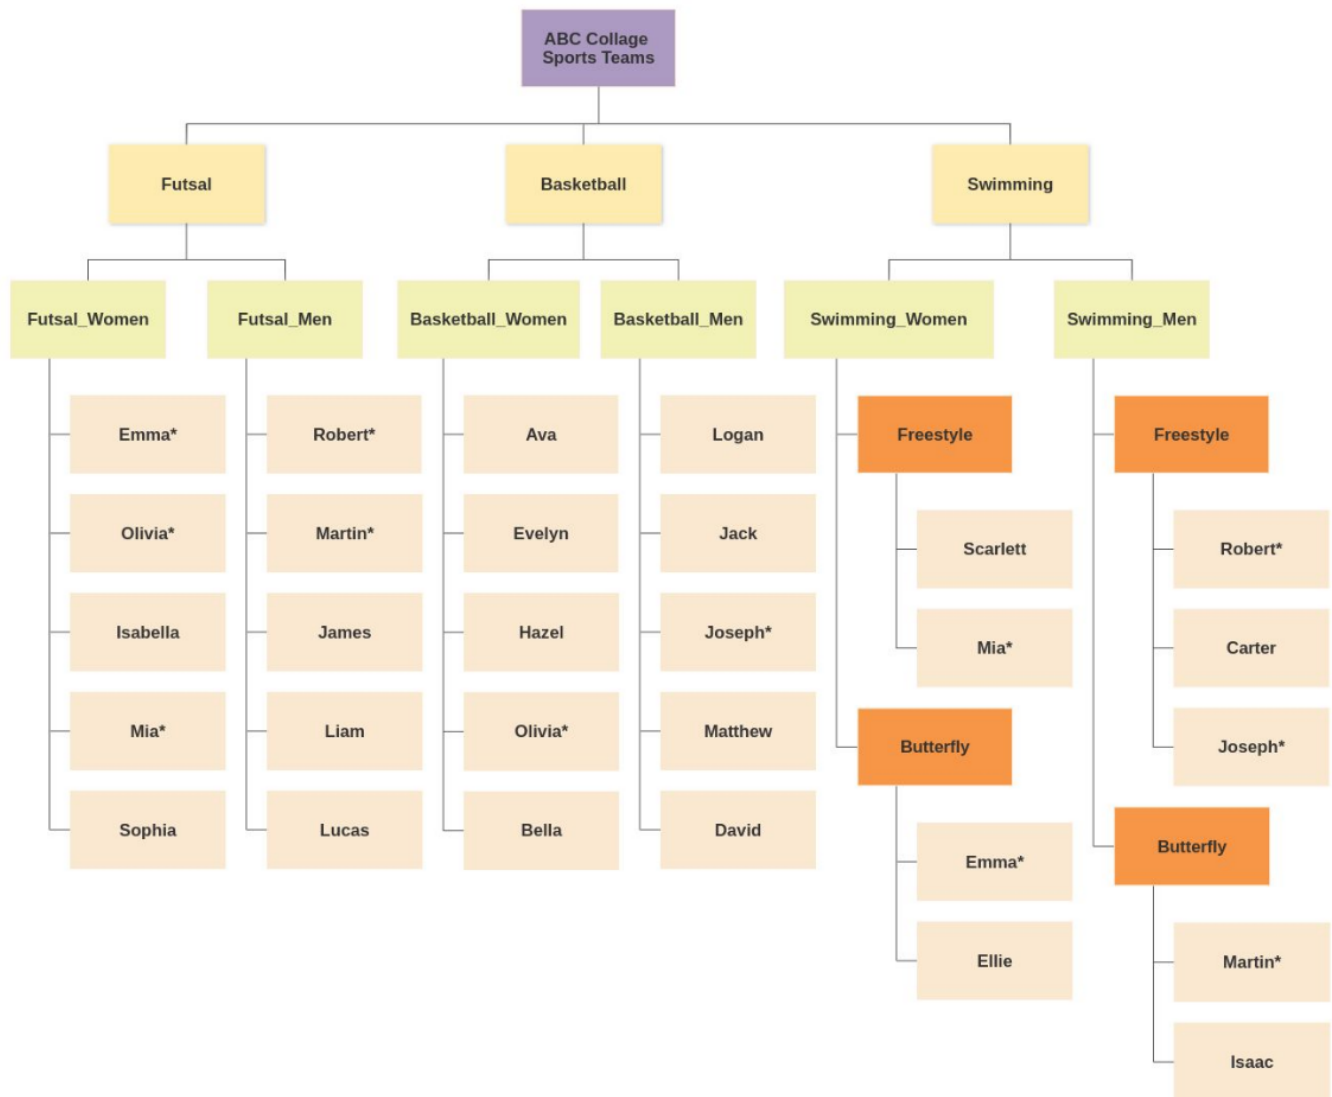 ABC Collage
Sports Teams
Futsal
Basketball
Swimming
Futsal_Women
Futsal_Men
Basketball_Women
Basketball_Men
Swimming_Women
Swimming_Men
Emma*
Olivia*
Isabella
Mia*
Sophia
Robert*
Martin*
James
Liam
Lucas
Ava
Evelyn
Hazel
Olivia*
Bella
Logan
Jack
Joseph*
Matthew
David
Freestyle
Scarlett
Mia*
Butterfly
Emma*
Ellie
Freestyle
Robert*
Carter
Joseph*
Butterfly
Martin*
Isaac